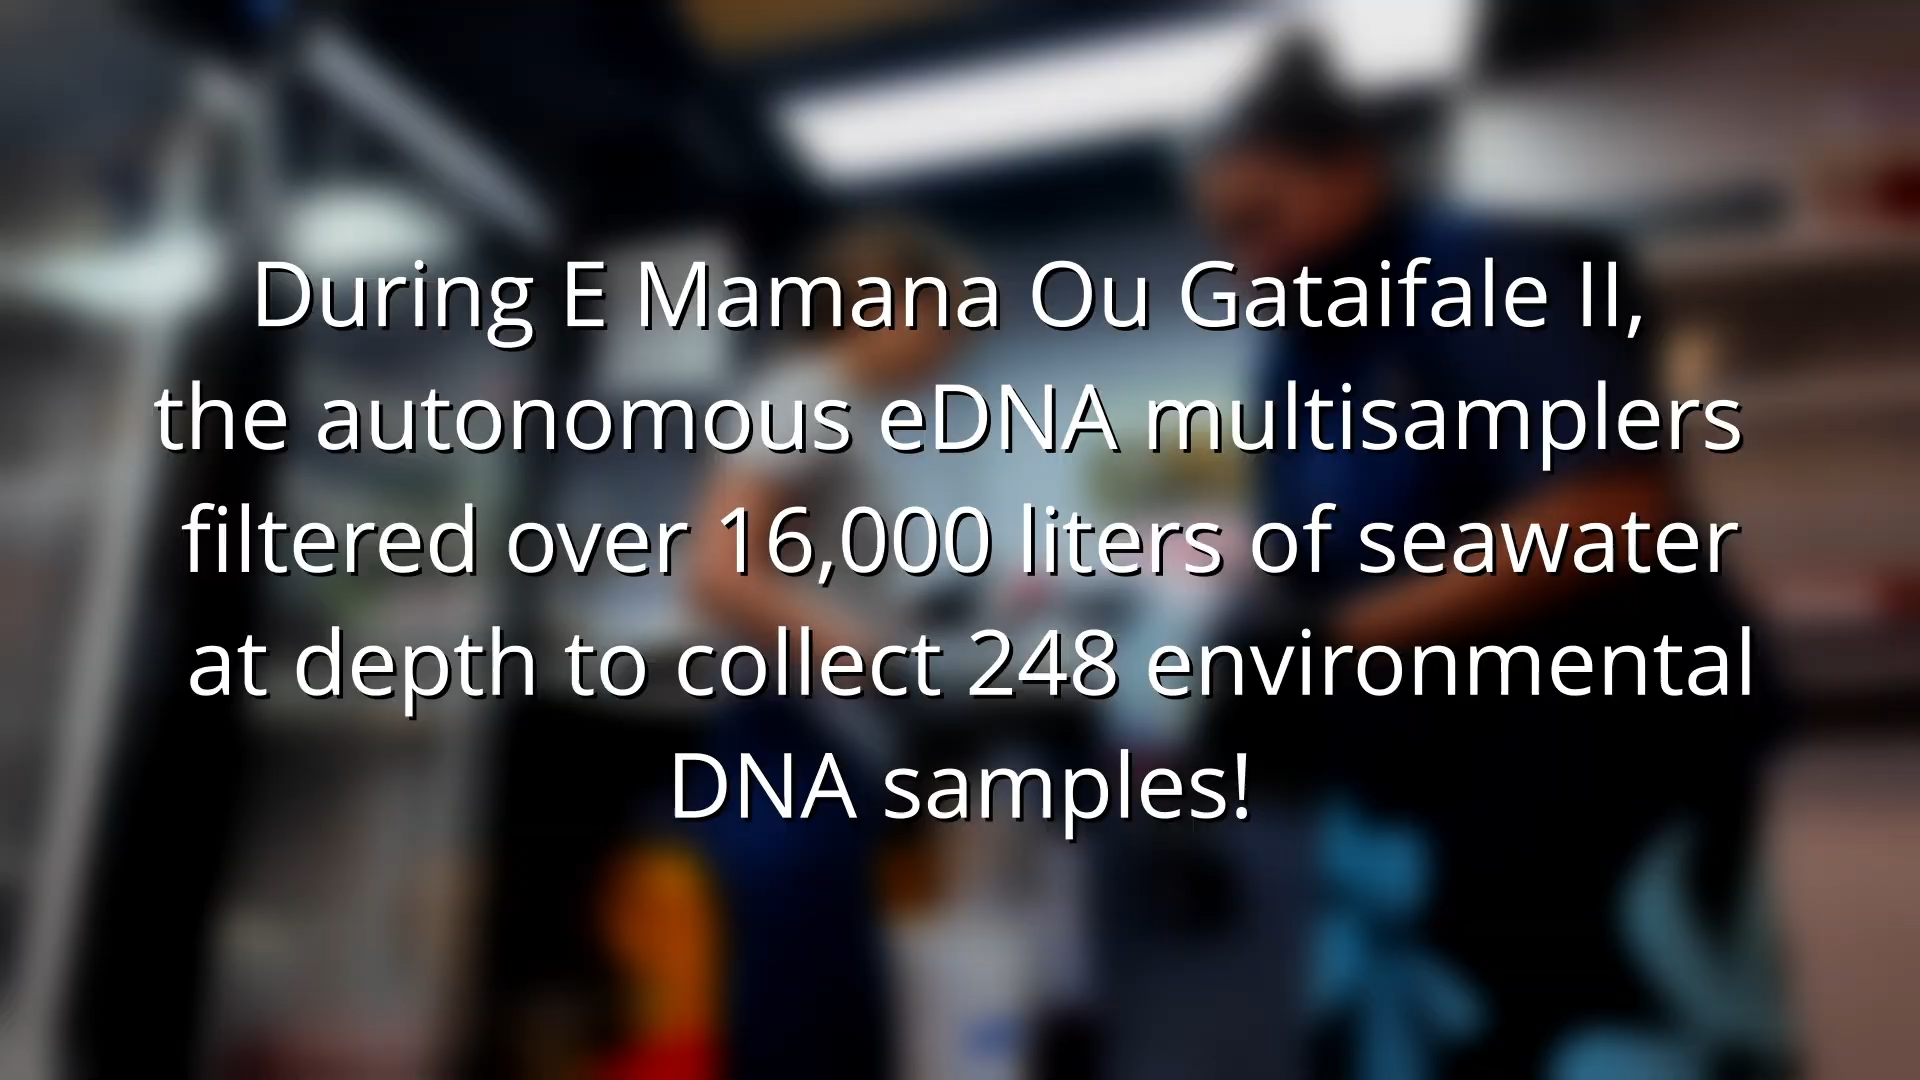 During E Mamana Ou Gataifale II,
the autonomous eDNA multisamplers
filtered over 16,000 liters of seawater
at depth to collect 248 environmental
DNA samples!